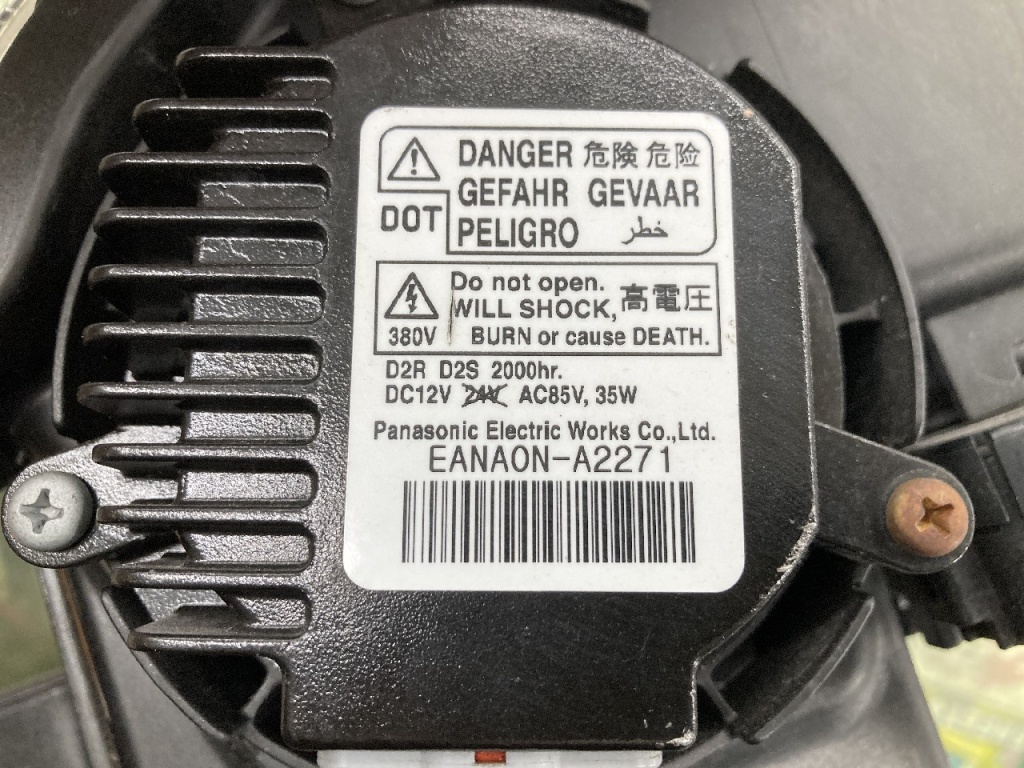 DANGER 危険 危险
GEFAHR GEVAAR
DOT PELIGRO خطر
Do not open.
WILL SHOCK, 高電圧
380V BURN or cause DEATH.
D2R D2S 2000hr.
DC12V 24V AC85V, 35W
Panasonic Electric Works Co.,Ltd.
EANAON-A2271